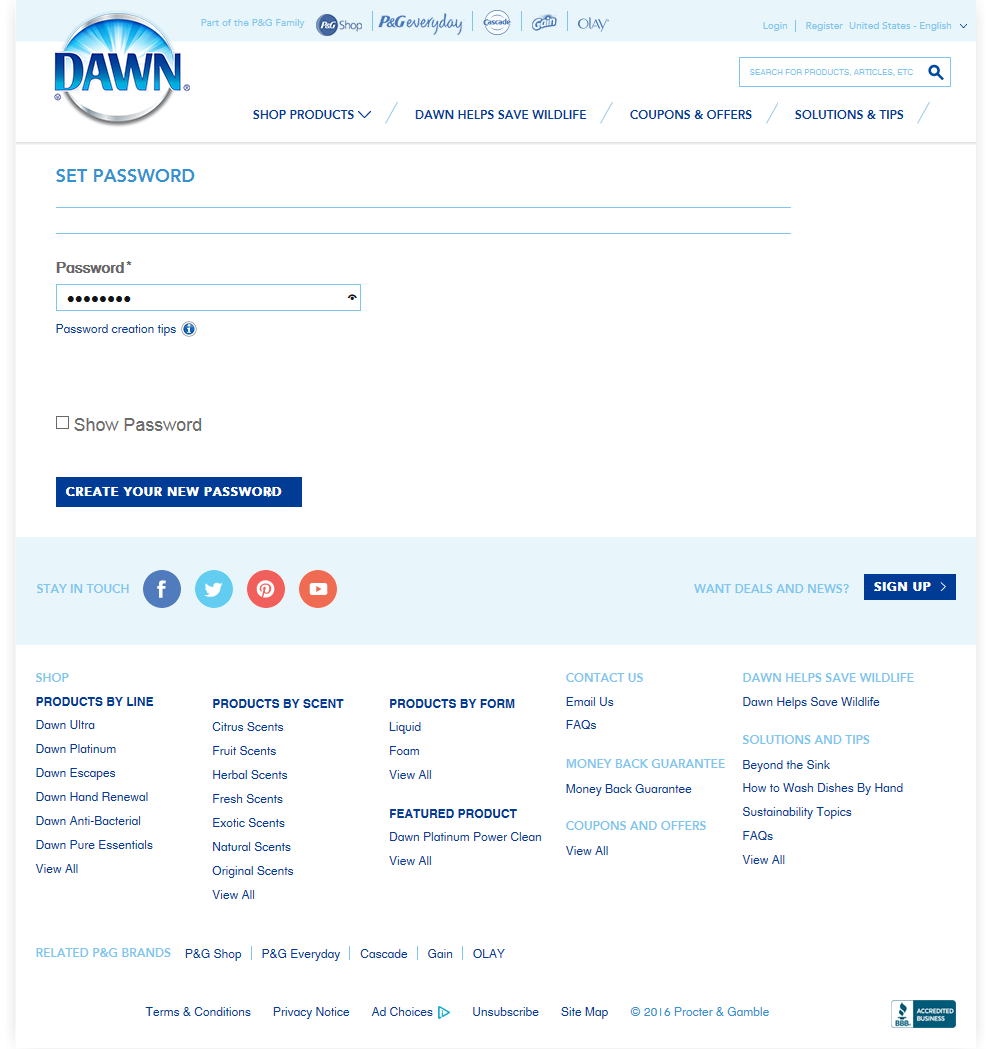 Part of the P&G Family P&G Shop P&G everyday Cascade Gain OLAY
Login Register United States - English
DAWN
SEARCH FOR PRODUCTS, ARTICLES, ETC
SHOP PRODUCTS DAWN HELPS SAVE WILDLIFE COUPONS & OFFERS SOLUTIONS & TIPS
SET PASSWORD
Password*
Password creation tips
Show Password
CREATE YOUR NEW PASSWORD
STAY IN TOUCH
WANT DEALS AND NEWS? SIGN UP >
SHOP
PRODUCTS BY LINE
Dawn Ultra
Dawn Platinum
Dawn Escapes
Dawn Hand Renewal
Dawn Anti-Bacterial
Dawn Pure Essentials
View All
PRODUCTS BY SCENT
Citrus Scents
Fruit Scents
Herbal Scents
Fresh Scents
Exotic Scents
Natural Scents
Original Scents
View All
PRODUCTS BY FORM
Liquid
Foam
View All
FEATURED PRODUCT
Dawn Platinum Power Clean
View All
CONTACT US
Email Us
FAQs
MONEY BACK GUARANTEE
Money Back Guarantee
COUPONS AND OFFERS
View All
DAWN HELPS SAVE WILDLIFE
Dawn Helps Save Wildlife
SOLUTIONS AND TIPS
Beyond the Sink
How to Wash Dishes By Hand
Sustainability Topics
FAQs
View All
RELATED P&G BRANDS P&G Shop P&G Everyday Cascade Gain OLAY
Terms & Conditions Privacy Notice Ad Choices Unsubscribe Site Map © 2016 Procter & Gamble
BBB.
ACCREDITED
BUSINESS